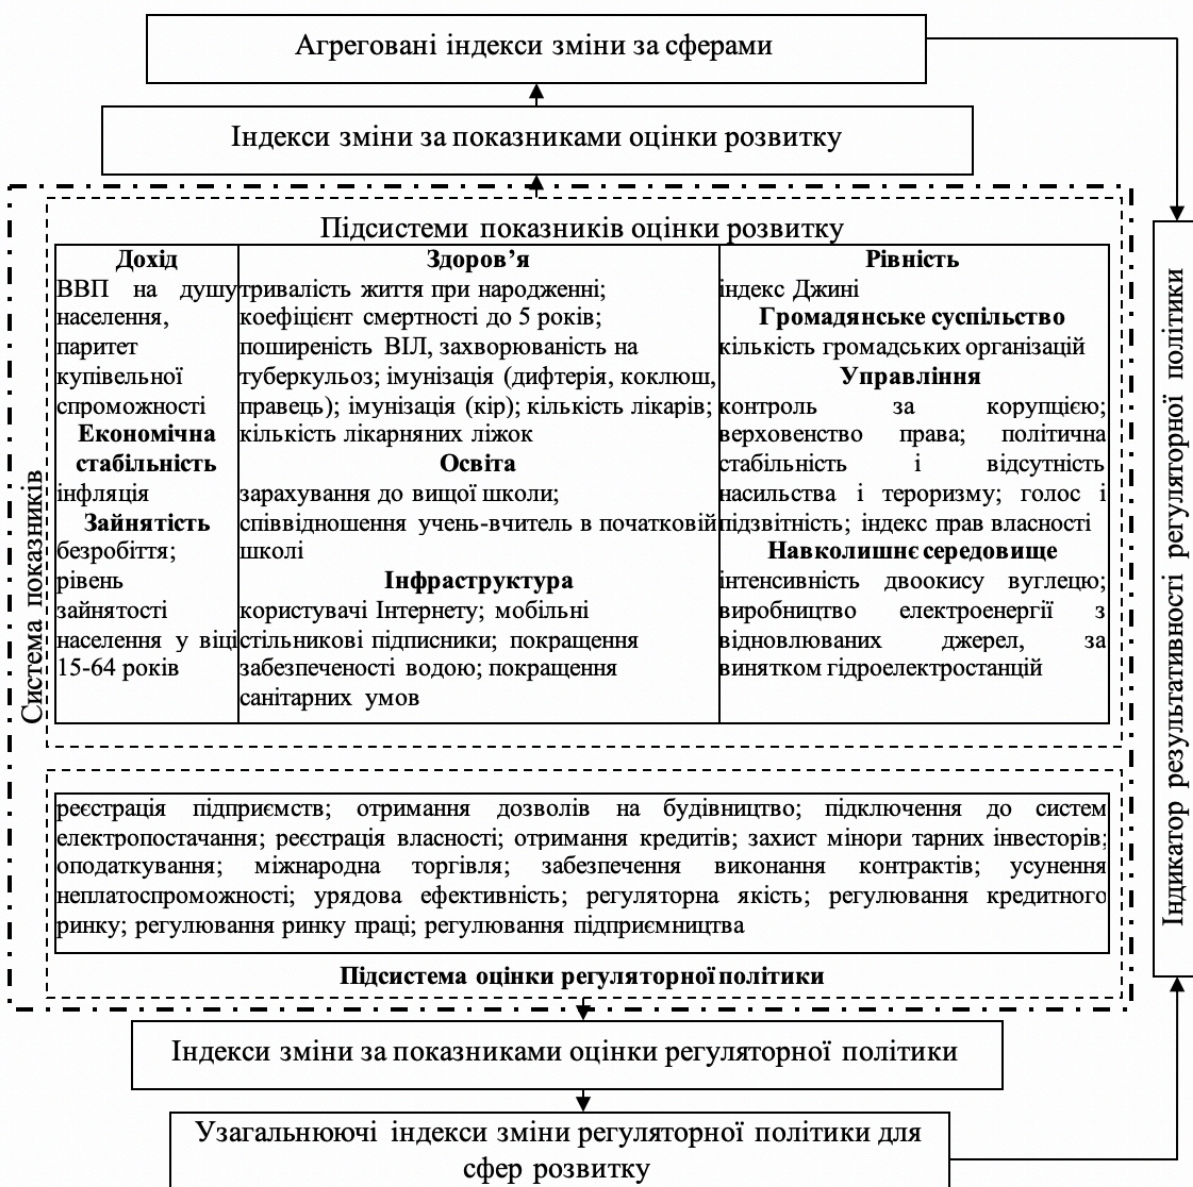 Агреговані індекси зміни за сферами
Індекси зміни за показниками оцінки розвитку
Система показників
Підсистеми показників оцінки розвитку
Дохід
ВВП на душу
населення,
паритет
купівельної
спроможності
Економічна
стабільність
інфляція
Зайнятість
безробіття;
рівень
зайнятості
населення у віці
15-64 років
Здоров’я
тривалість життя при народженні;
коефіцієнт смертності до 5 років;
поширеність ВІЛ, захворюваність на
туберкульоз; імунізація (дифтерія, коклюш,
правець); імунізація (кір); кількість лікарів;
кількість лікарняних ліжок
Освіта
зарахування до вищої школи;
співвідношення учень-вчитель в початковій
школі
Інфраструктура
користувачі Інтернету; мобільні
стільникові підписники; покращення
забезпеченості водою; покращення
санітарних умов
Рівність
індекс Джині
Громадянське суспільство
кількість громадських організацій
Управління
контроль за корупцією;
верховенство права; політична
стабільність і відсутність
насильства і тероризму; голос і
підзвітність; індекс прав власності
Навколишнє середовище
інтенсивність двоокису вуглецю;
виробництво електроенергії з
відновлюваних джерел, за
винятком гідроелектростанцій
реєстрація підприємств; отримання дозволів на будівництво; підключення до систем
електропостачання; реєстрація власності; отримання кредитів; захист мінори тарних інвесторів;
оподаткування; міжнародна торгівля; забезпечення виконання контрактів; усунення
неплатоспроможності; урядова ефективність; регуляторна якість; регулювання кредитного
ринку; регулювання ринку праці; регулювання підприємництва
Підсистема оцінки регуляторної політики
Індекси зміни за показниками оцінки регуляторної політики
Узагальнюючі індекси зміни регуляторної політики для
сфер розвитку
Індикатор результативності регуляторної політики